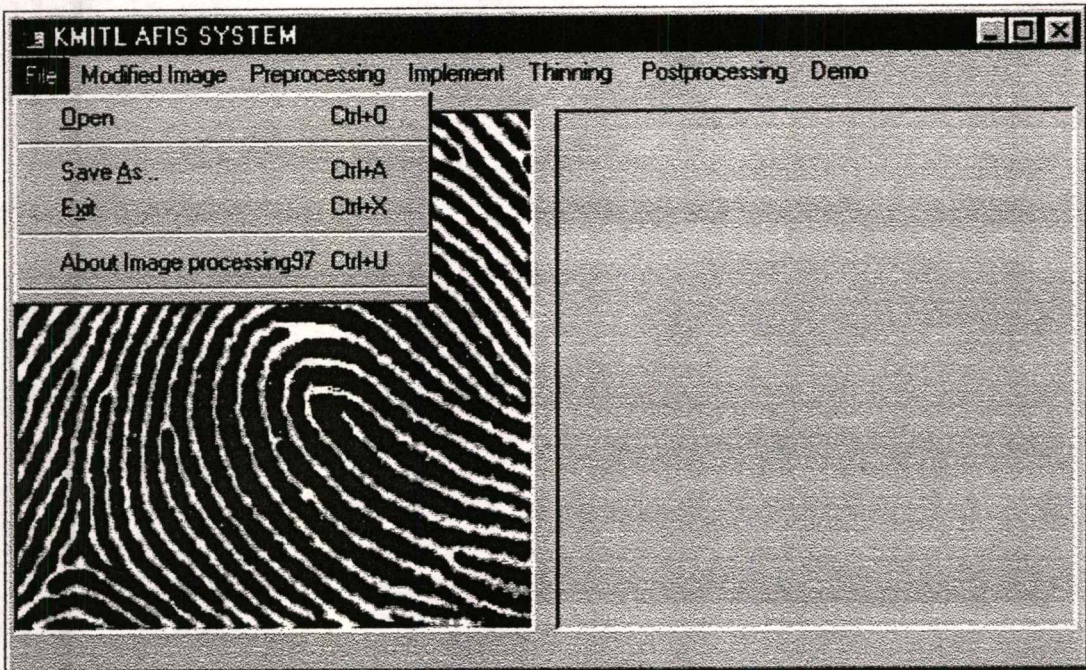 KMITL AFIS SYSTEM
File Modified Image Preprocessing Implement Thinning Postprocessing Demo
Open Ctrl+O
Save As .. Ctrl+A
Exit Ctrl+X
About Image processing97 Ctrl+U